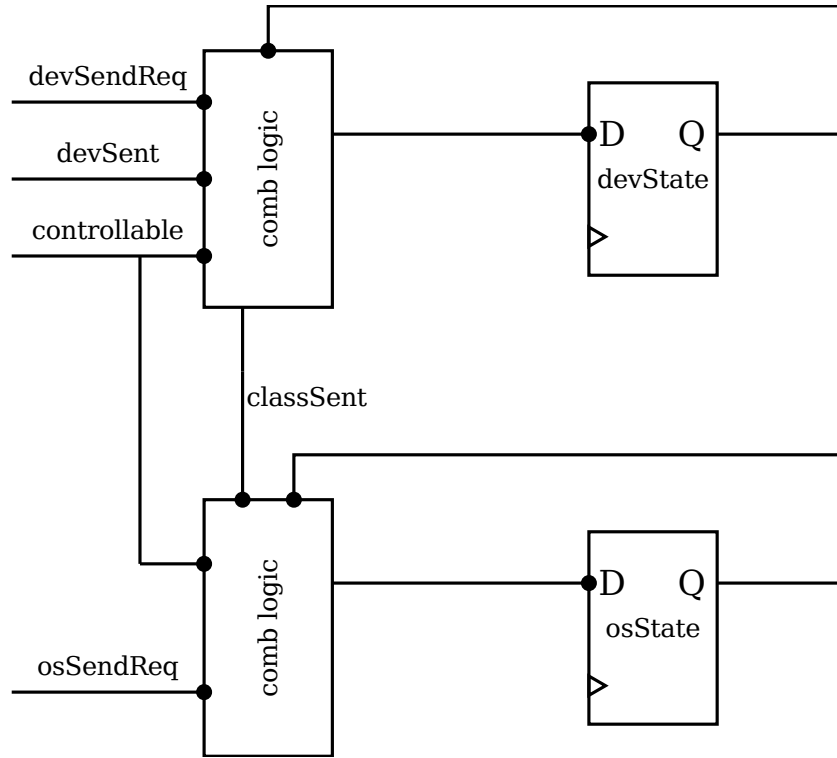 devSendReq
devSent
controllable
comb logic
D Q
devState
classSent
comb logic
D Q
osState
osSendReq